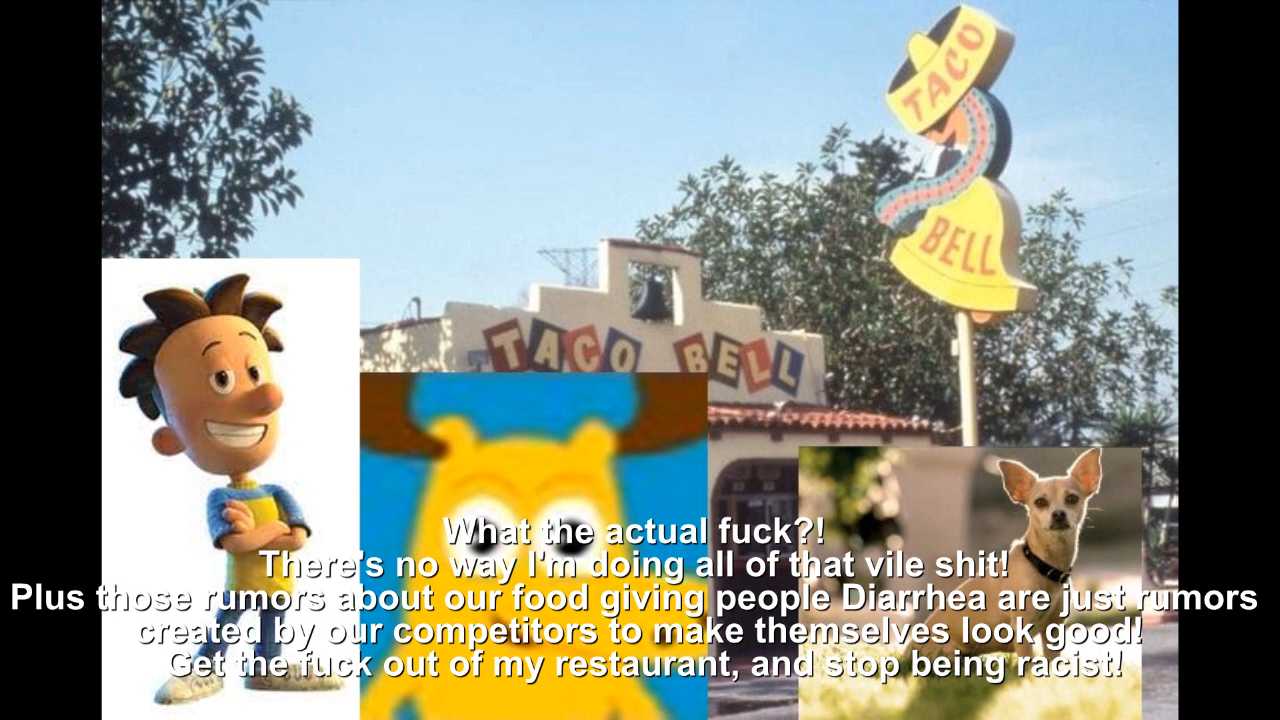 TACO
BELL
TACO BELL
What the actual fuck?!
There's no way I'm doing all of that vile shit!
Plus those rumors about our food giving people Diarrhea are just rumors
created by our competitors to make themselves look good!
Get the fuck out of my restaurant, and stop being racist!